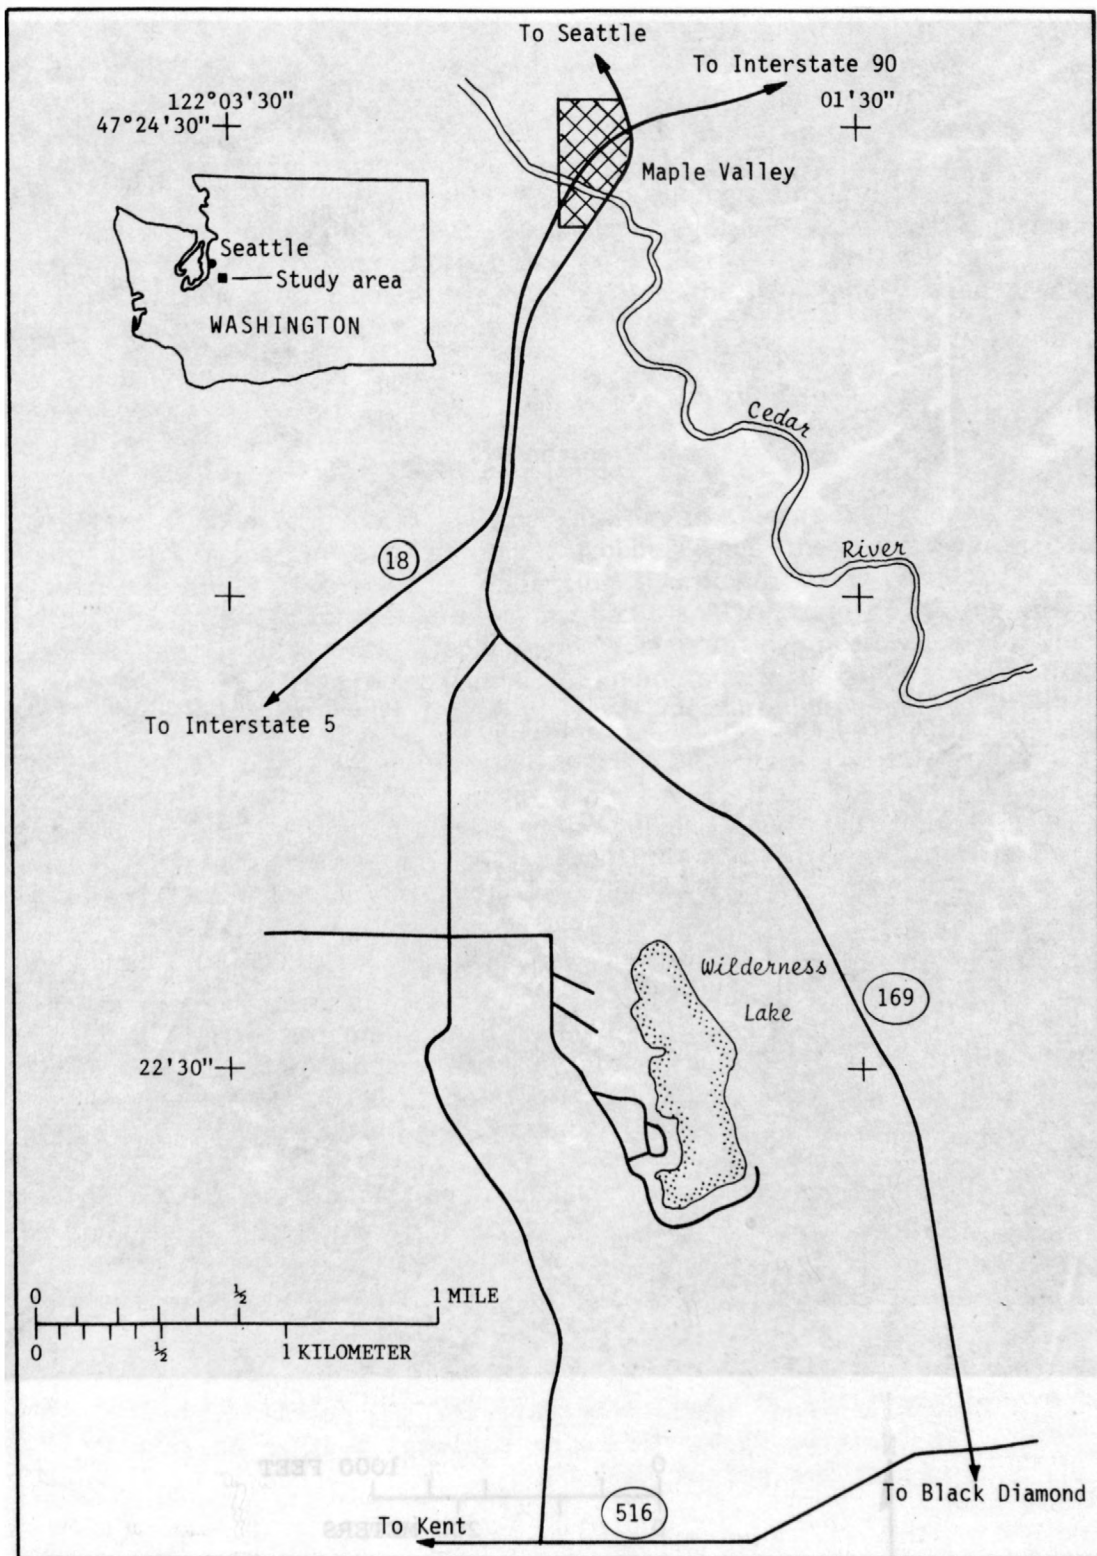 To Seattle
To Interstate 90
122°03'30"
01'30"
47°24'30"
Maple Valley
Seattle
Study area
WASHINGTON
Cedar
River
18
To Interstate 5
Wilderness
Lake
169
22'30"
0 ½ 1 MILE
0 ½ 1 KILOMETER
0 1000 FEET
METERS
To Black Diamond
516
To Kent